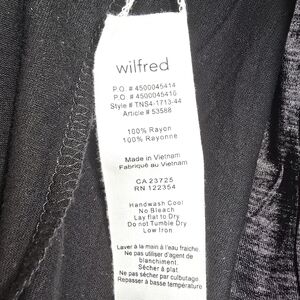 wilfred
P.O. # 4500045414
P.O. # 4500045410
Style # TNS4-1713-44
Article # 53588
100% Rayon
100% Rayonne
Made in Vietnam
Fabriqué au Vietnam
CA 23725
RN 122354
Handwash Cool
No Bleach
Lay flat to Dry
Do not Tumble Dry
Low Iron.
Laver à la main à l'eau fraiche.
Ne pas utiliser d'agent de
blanchiment.
Sécher à plat
Ne pas sécher par culbutage.
Repasser à basse température